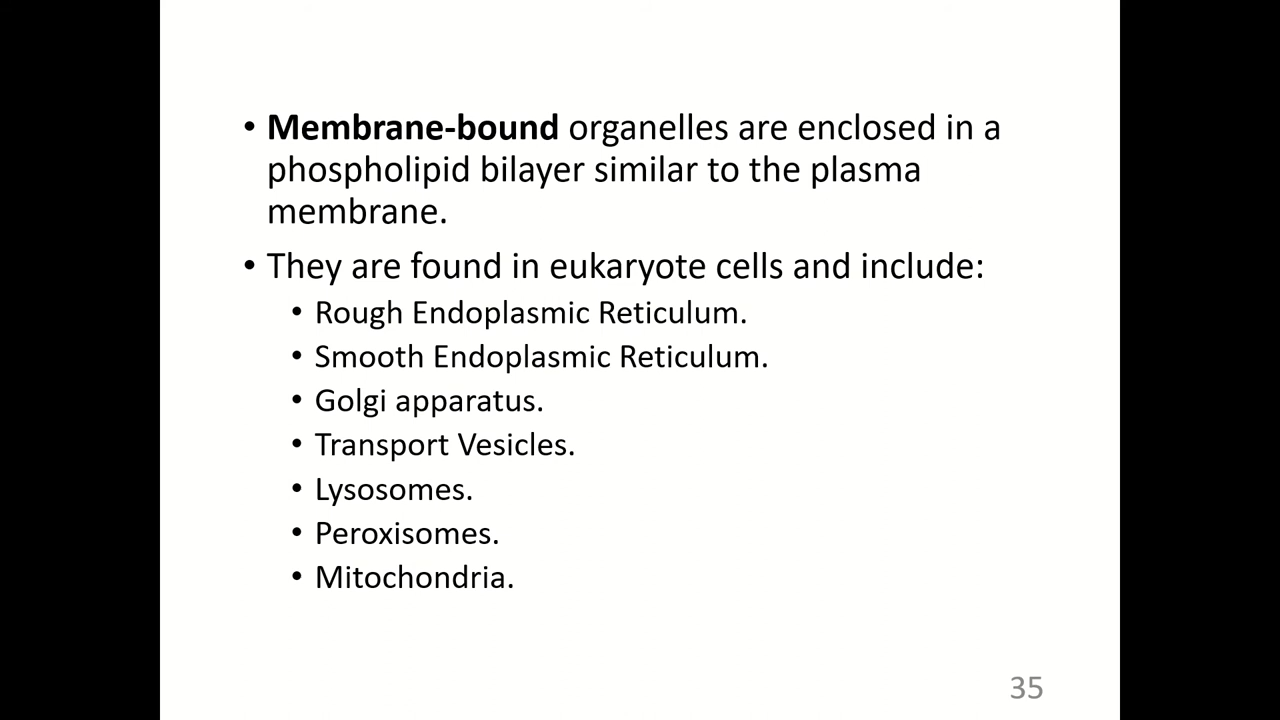 • Membrane-bound organelles are enclosed in a
phospholipid bilayer similar to the plasma
membrane.
• They are found in eukaryote cells and include:
• Rough Endoplasmic Reticulum.
• Smooth Endoplasmic Reticulum.
• Golgi apparatus.
• Transport Vesicles.
• Lysosomes.
• Peroxisomes.
• Mitochondria.
35